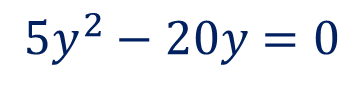 5y² − 20y = 0